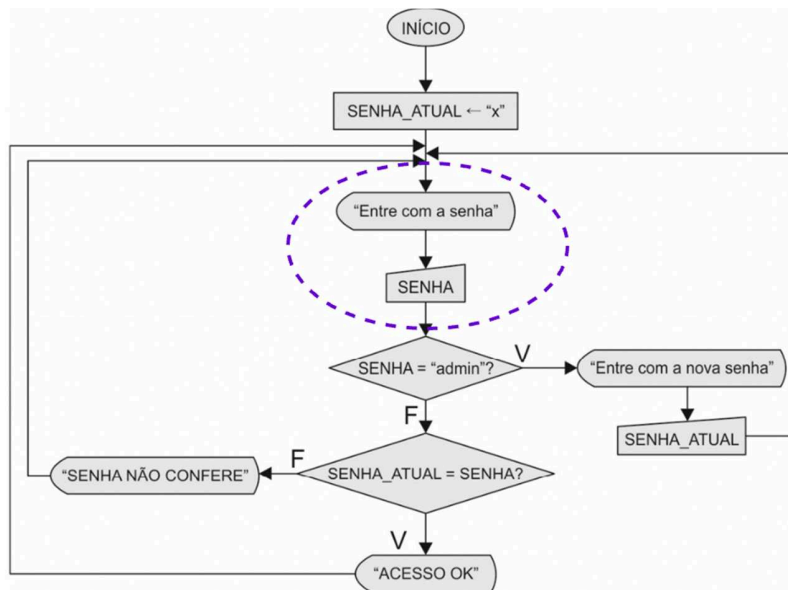 INÍCIO
SENHA_ATUAL ← “x”
“Entre com a senha”
SENHA
SENHA = “admin”?
V
“Entre com a nova senha”
SENHA_ATUAL
F
SENHA_ATUAL = SENHA?
F
“SENHA NÃO CONFERE”
V
“ACESSO OK”